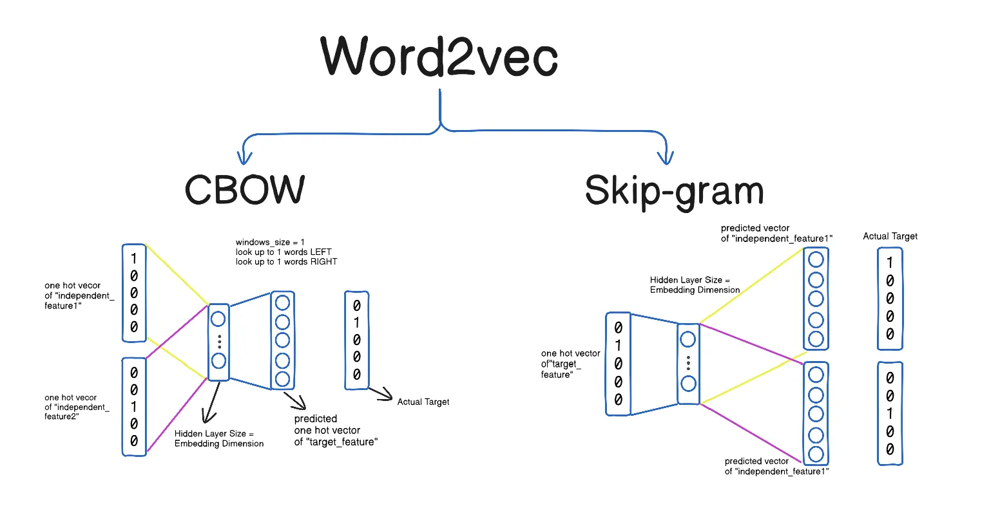 Word2vec
CBOW
Skip-gram
windows_size = 1
look up to 1 words LEFT
look up to 1 words RIGHT
one hot vecor
of "independent_
feature1"
1
0
0
0
0
one hot vecor
of "independent_
feature2"
0
0
1
0
0
Hidden Layer Size =
Embedding Dimension
predicted
one hot vector
of "target_feature"
0
1
0
0
0
Actual Target
one hot vector
of"target_
feature"
0
1
0
0
0
Hidden Layer Size =
Embedding Dimension
predicted vector
of "independent_feature1"
predicted vector
of "independent_feature1"
Actual Target
1
0
0
0
0
0
0
1
0
0